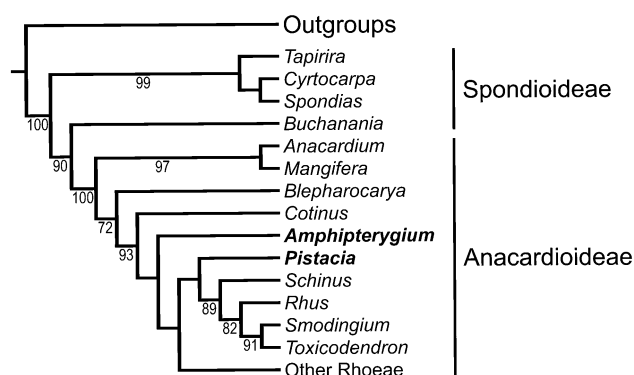 Outgroups
Tapirira
99
Cyrtocarpa
Spondias
Spondioideae
100
Buchanania
Anacardium
90
97
Mangifera
100
Blepharocarya
72
Cotinus
93
Amphipterygium
Pistacia
Anacardioideae
Schinus
89
Rhus
82
Smodingium
91
Toxicodendron
Other Rhoeae